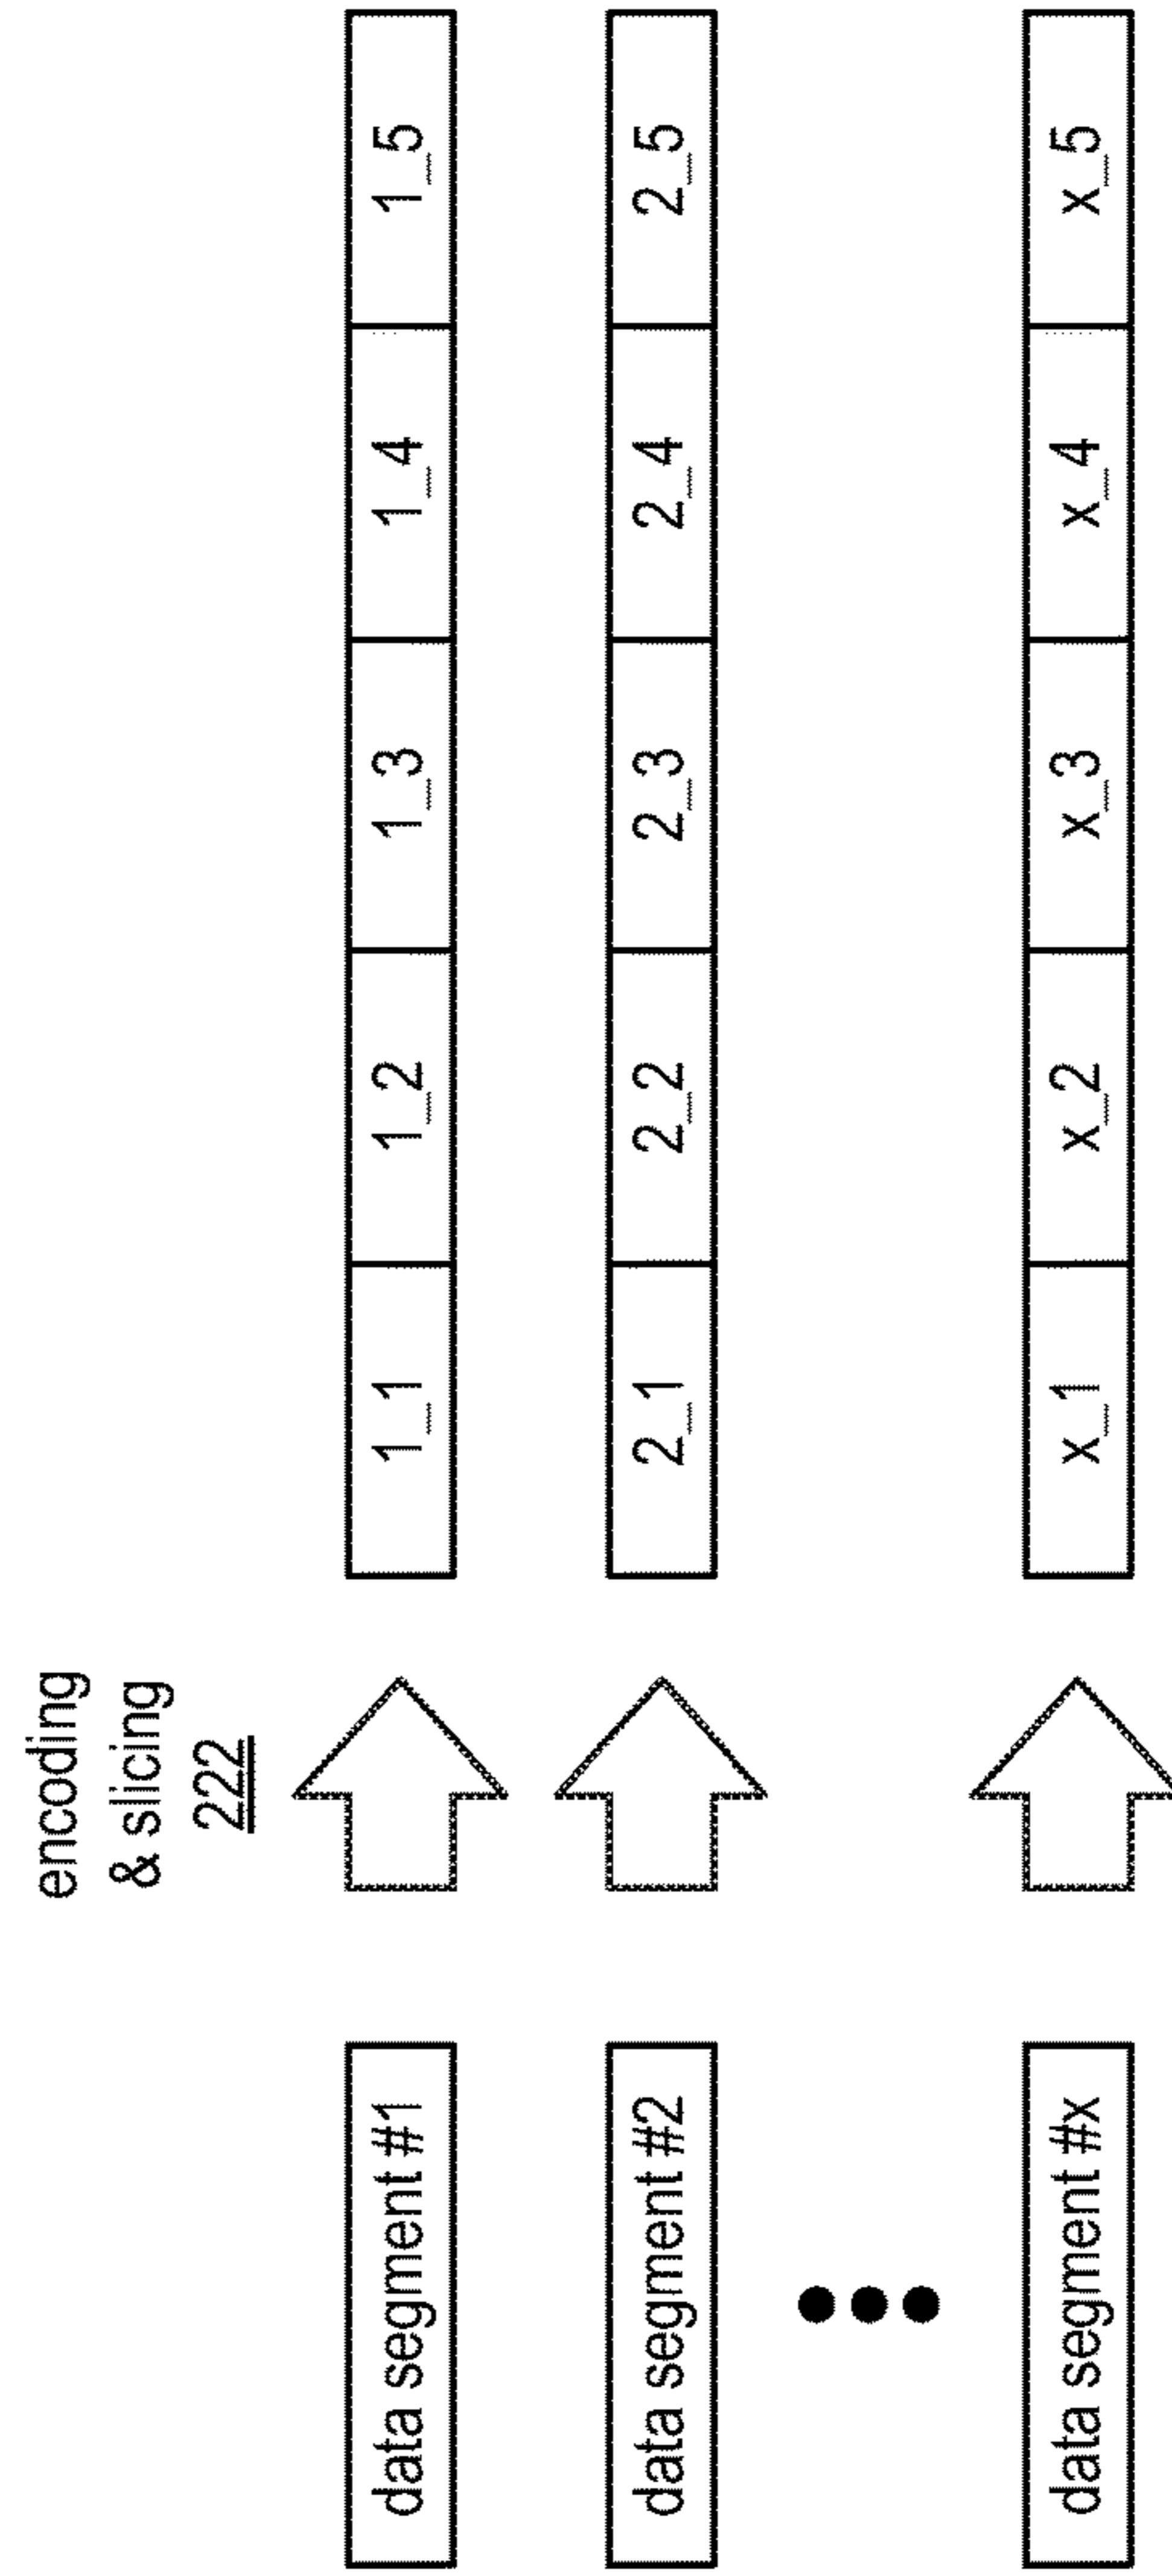 encoding
& slicing
222
data segment #1
1_1
1_2
1_3
1_4
1_5
data segment #2
2_1
2_2
2_3
2_4
2_5
data segment #x
x_1
x_2
x_3
x_4
x_5